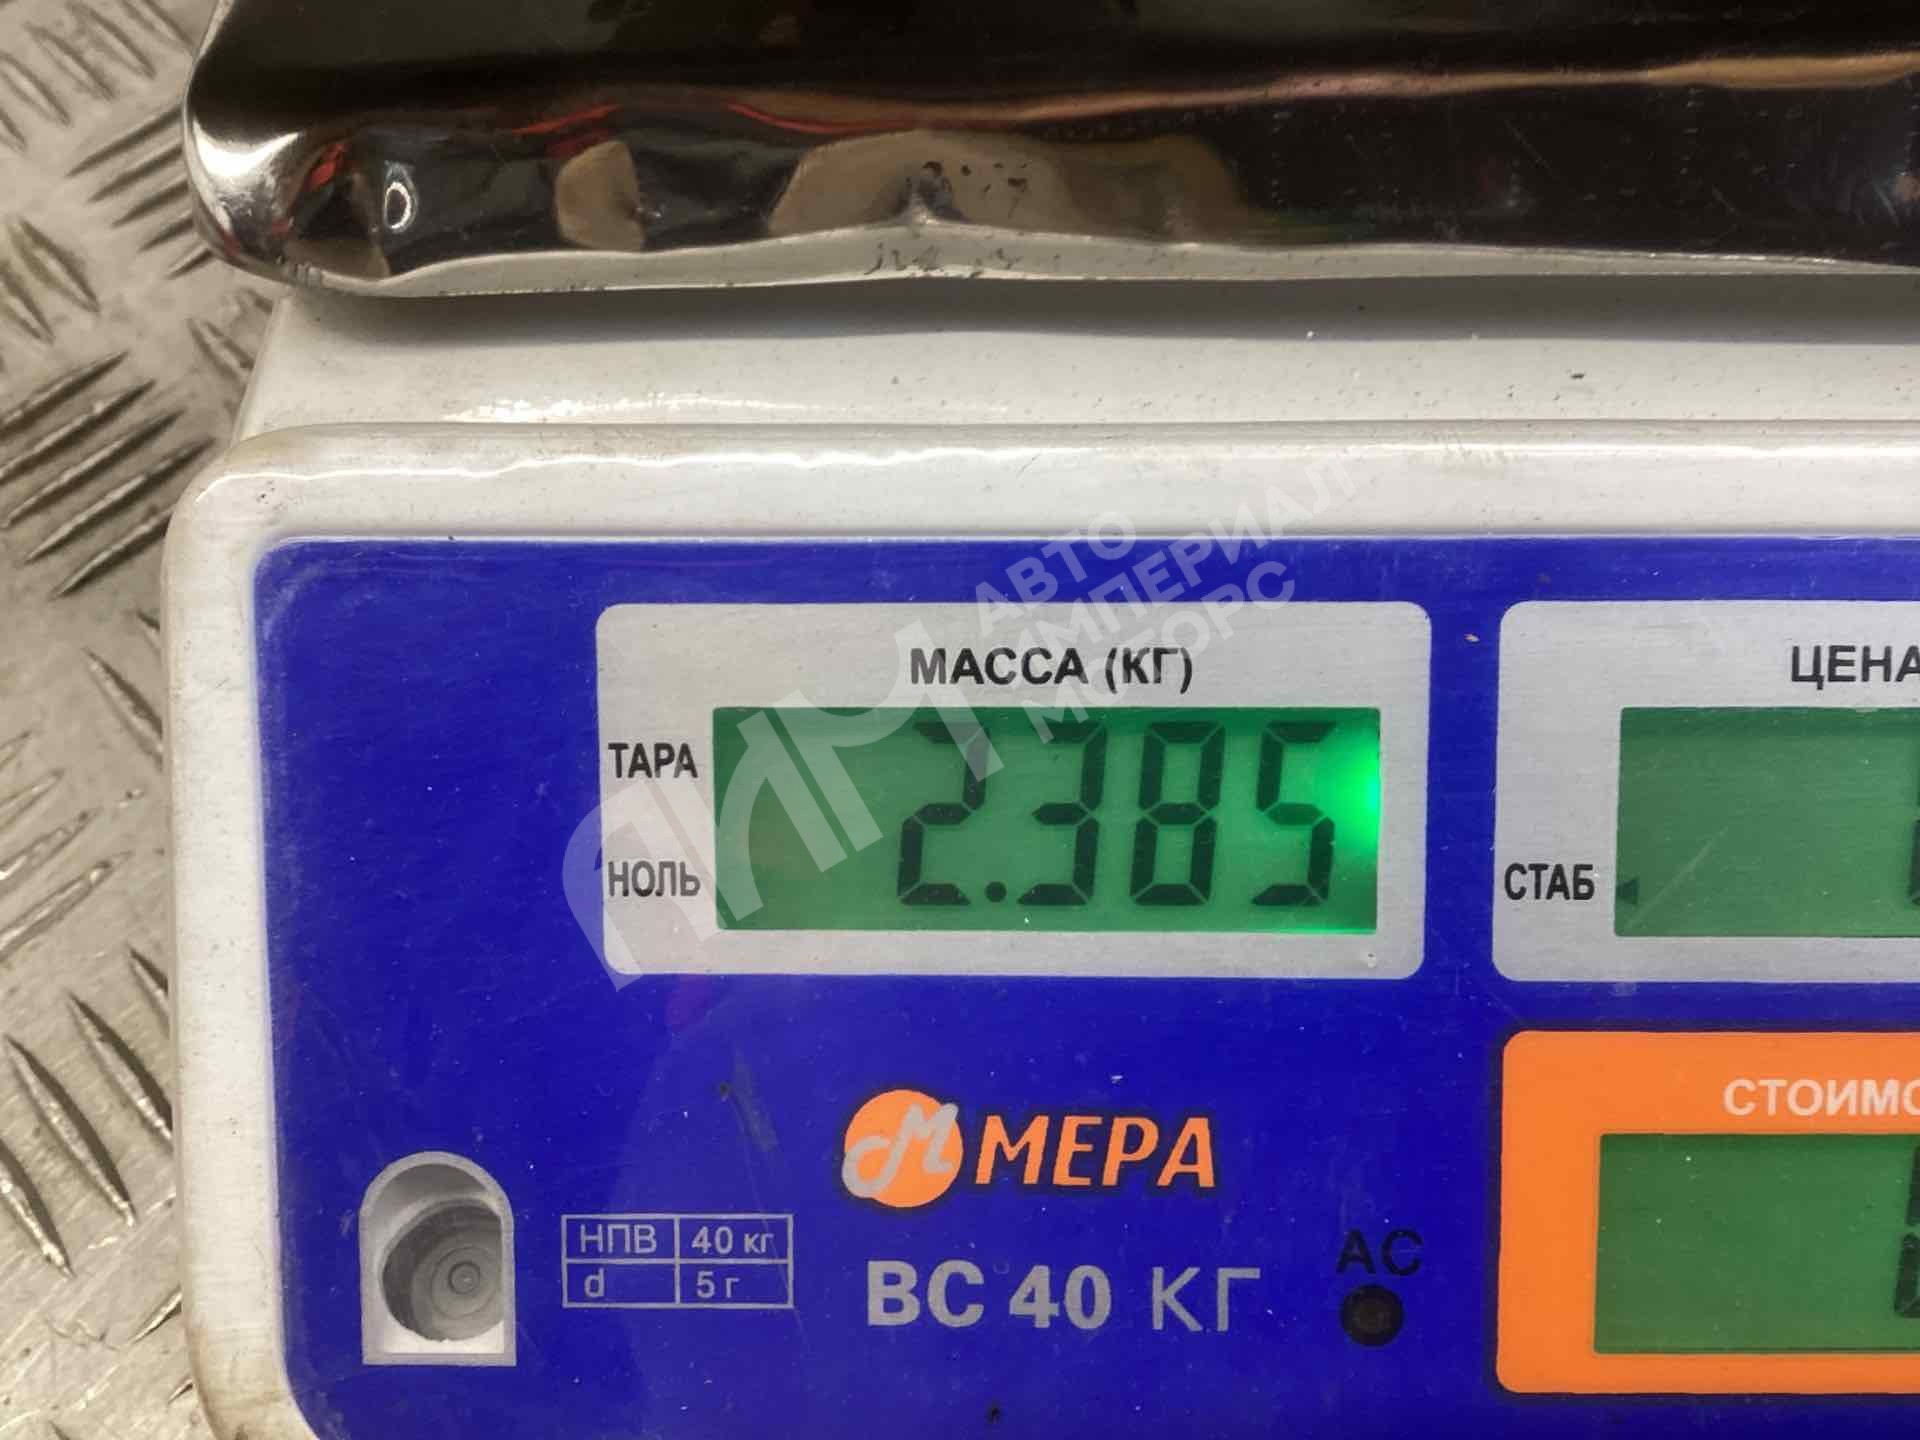 АВТО
ИМПЕРИАЛ
МОТОРС
МАССА (КГ)
ЦЕНА
ТАРА
2.385
НОЛЬ
СТАБ
СТОИМО
МЕРА
НПВ 40 кг
d 5 г
ВС 40 КГ
AC